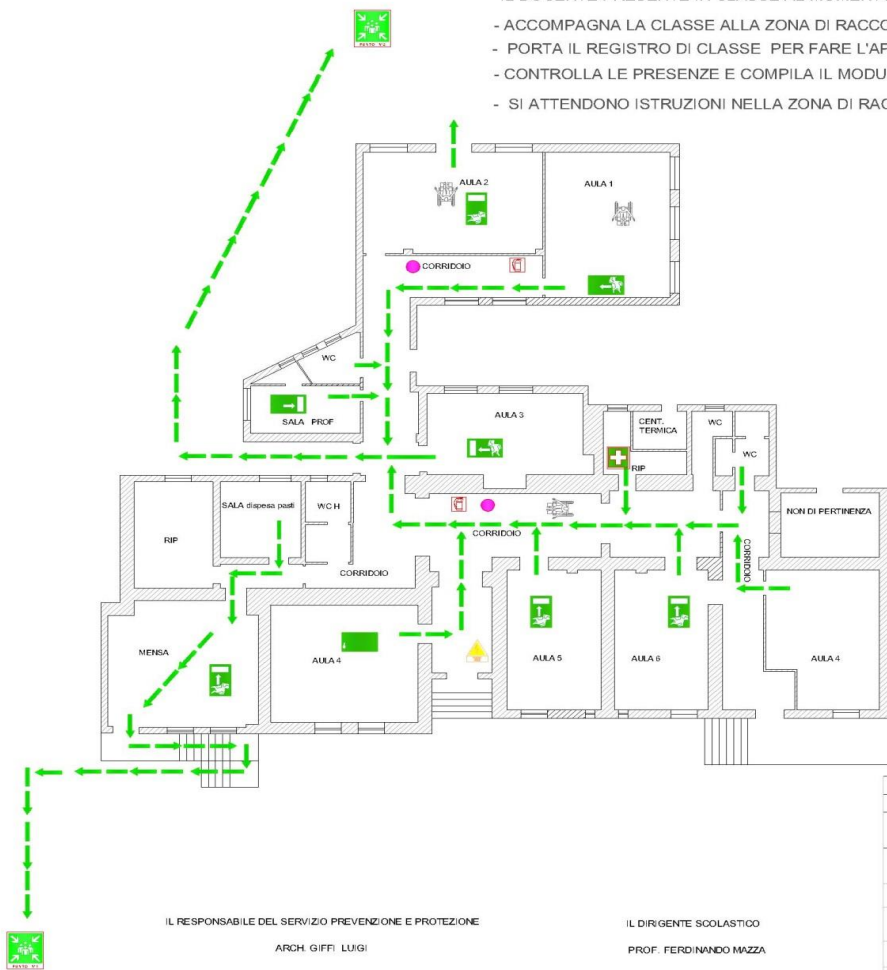 - ACCOMPAGNA LA CLASSE ALLA ZONA DI RACCO
- PORTA IL REGISTRO DI CLASSE PER FARE L'AP
- CONTROLLA LE PRESENZE E COMPILA IL MODU
- SI ATTENDONO ISTRUZIONI NELLA ZONA DI RAC
AULA 2
AULA 1
CORRIDOIO
WC
SALA PROF
AULA 3
CENT.
TERMICA
WC
WC
RIP
SALA dispesa pasti
WC H
RIP
CORRIDOIO
NON DI PERTINENZA
CORRIDOIO
CORRIDOIO
MENSA
AULA 4
AULA 5
AULA 6
AULA 4
IL RESPONSABILE DEL SERVIZIO PREVENZIONE E PROTEZIONE
ARCH. GIFFI LUIGI
IL DIRIGENTE SCOLASTICO
PROF. FERDINANDO MAZZA